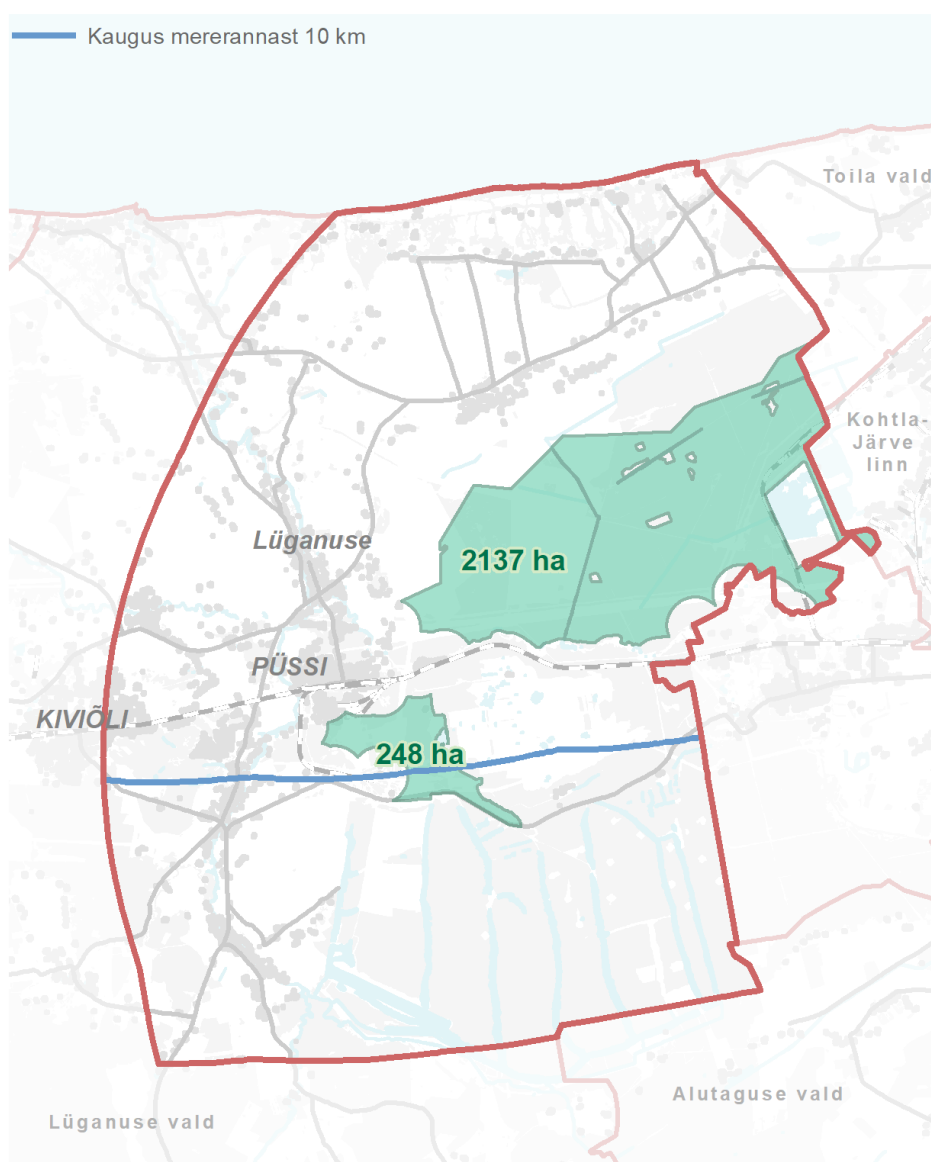 Kaugus mererannast 10 km
Toila vald
Kohtla-
Järve
linn
Lüganuse
2137 ha
PÜSSI
KIVIÕLI
248 ha
Alutaguse vald
Lüganuse vald